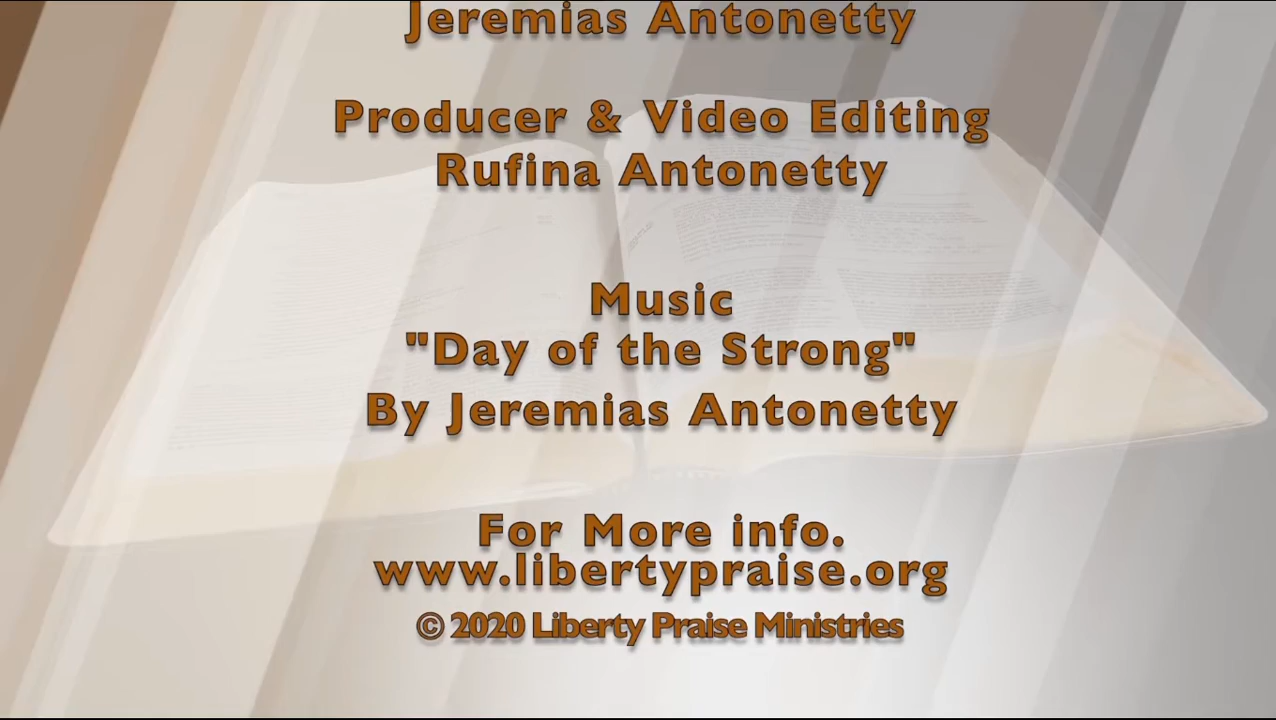 Jeremias Antonetty
Producer & Video Editing
Rufina Antonetty
Music
"Day of the Strong"
By Jeremias Antonetty
For More info.
www.libertypraise.org
© 2020 Liberty Praise Ministries